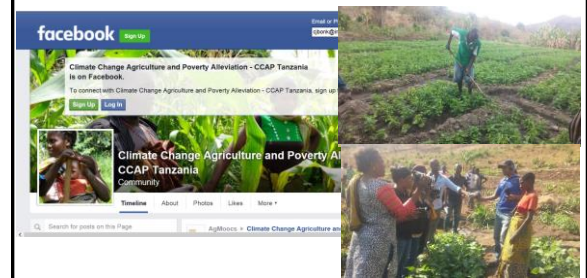 facebook Sign Up
Email or P
Climate Change Agriculture and Poverty Alleviation - CCAP Tanzania
is on Facebook.
To connect with Climate Change Agriculture and Poverty Alleviation - CCAP Tanzania, sign up
Sign Up Log In
Climate Change Agriculture and Poverty Al
CCAP Tanzania
Community
Timeline About Photos Likes More
Search for posts on this Page
AgMoocs ▸ Climate Change Agriculture an